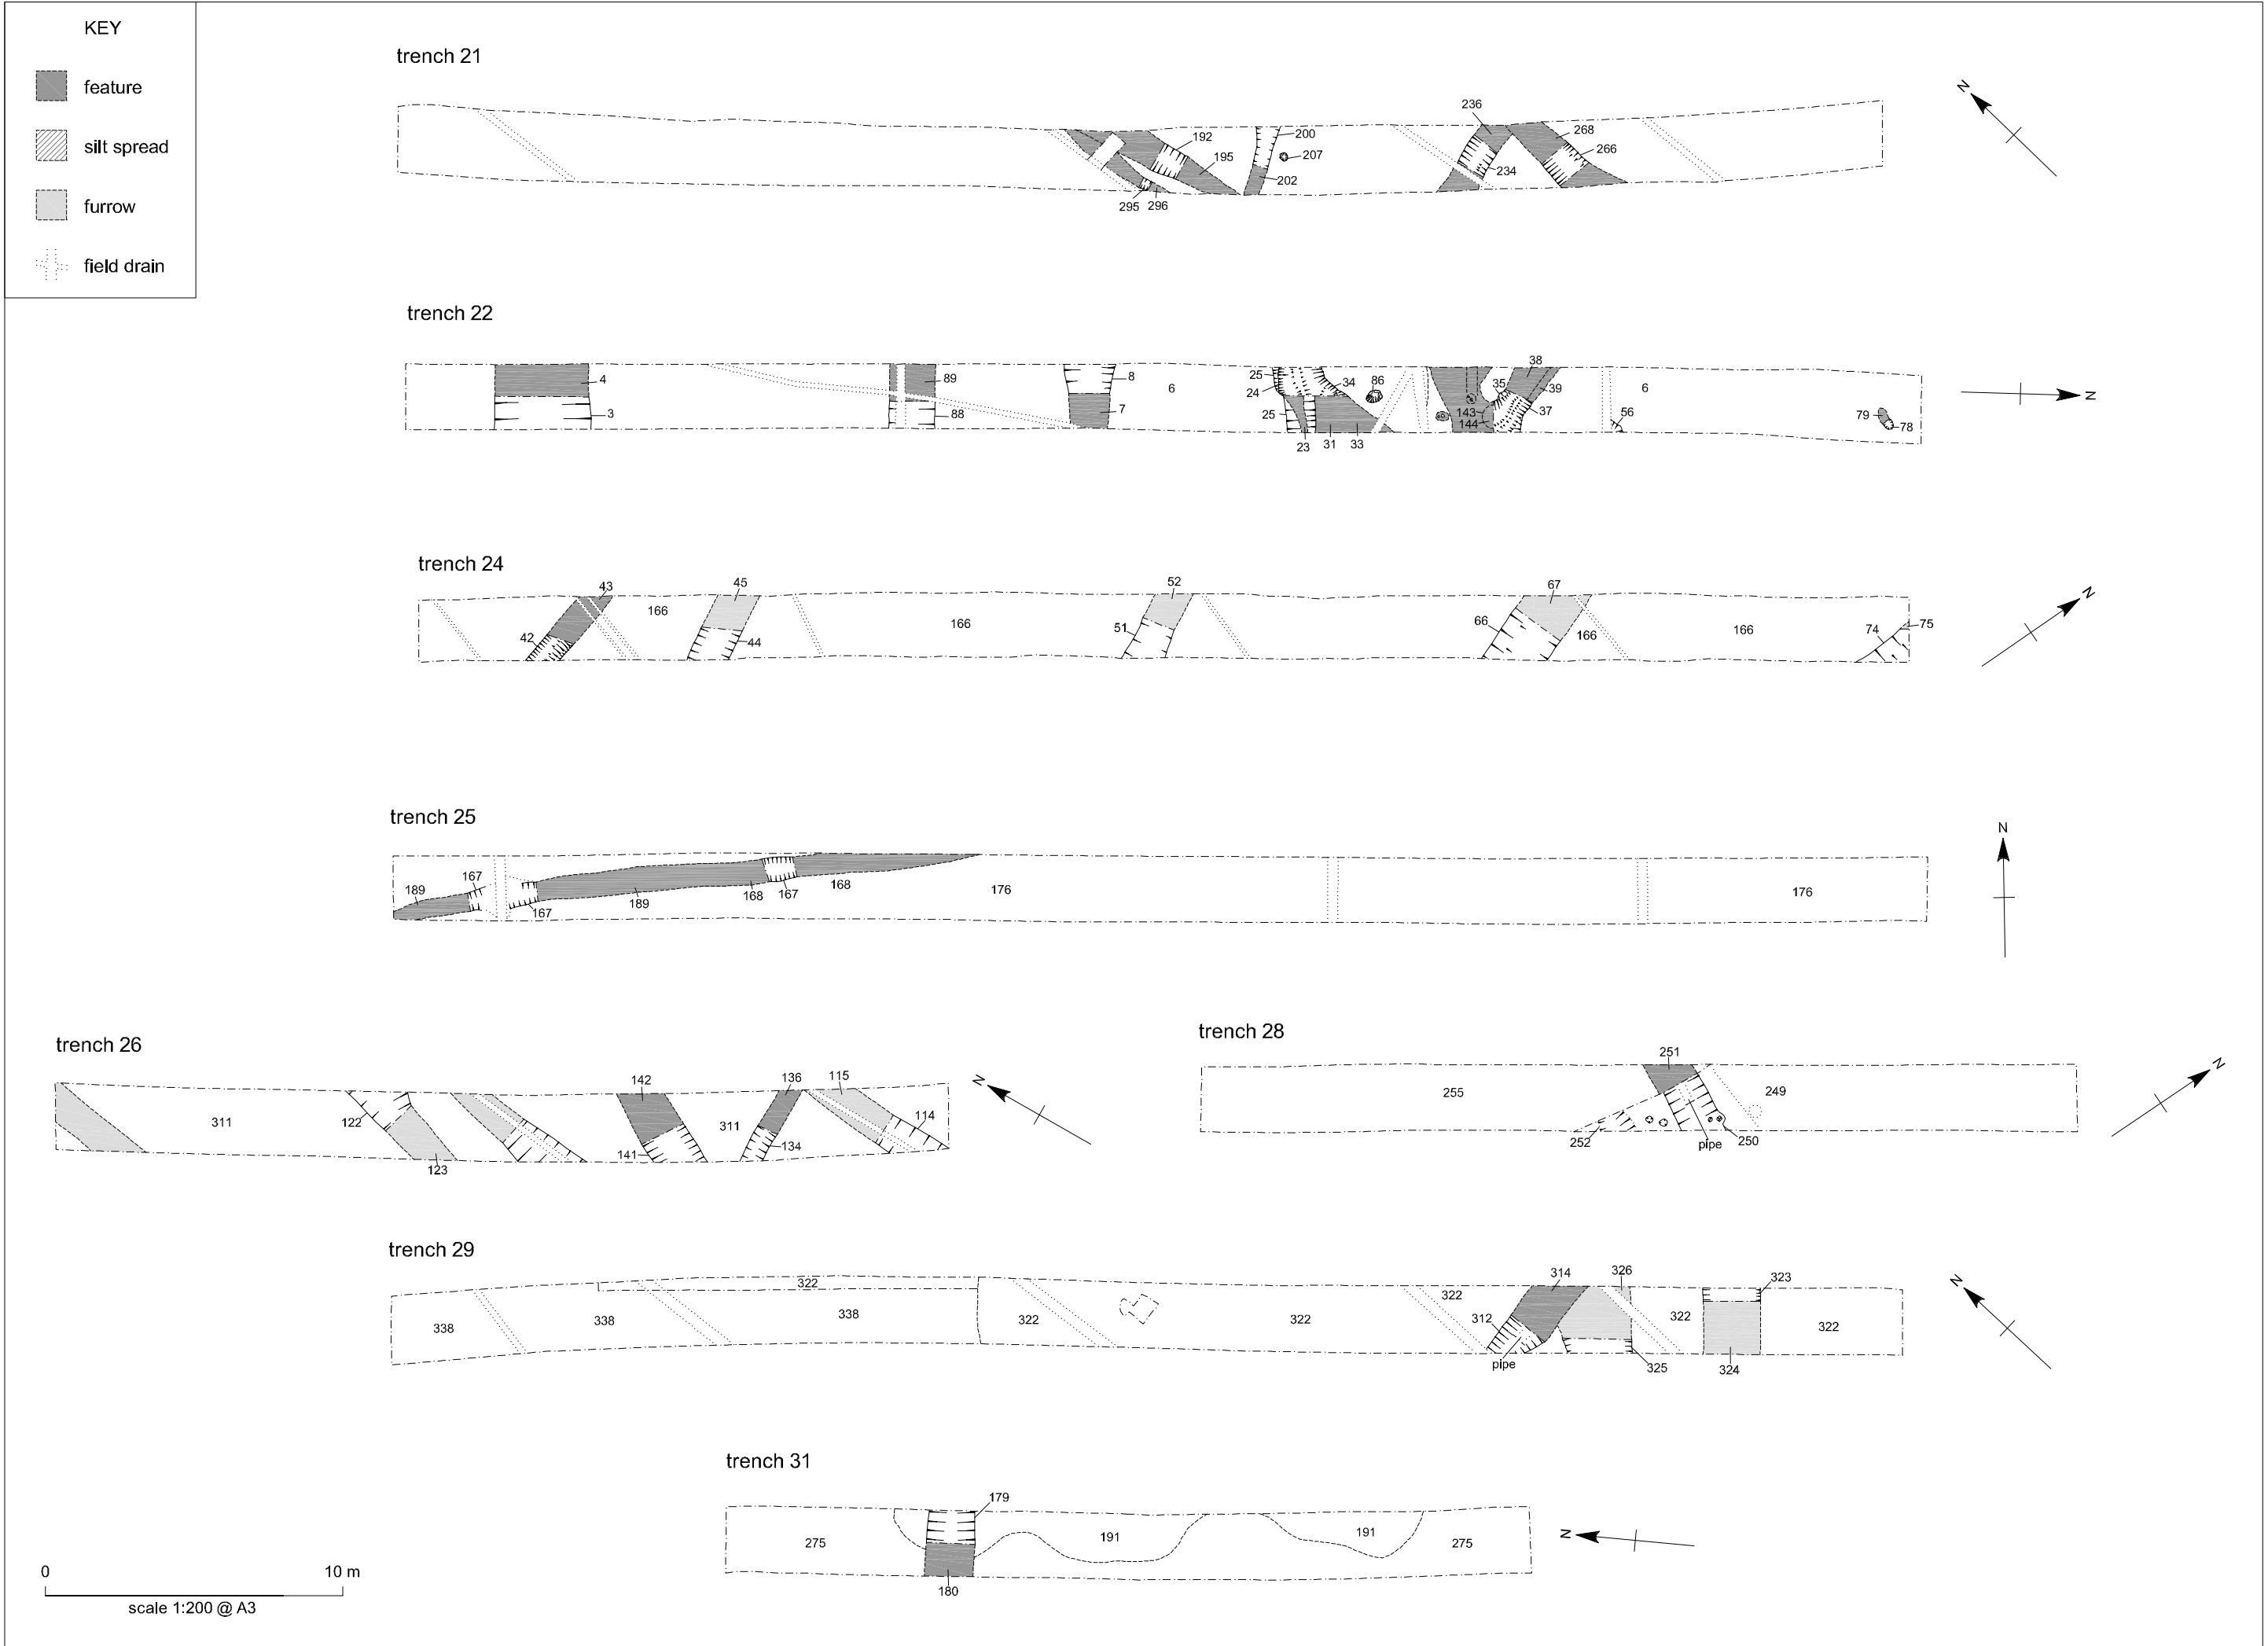 KEY
feature
silt spread
furrow
field drain
trench 21
236
268
200
192
266
207
195
234
202
295 296
N
trench 22
38
25 34 86 35 39
4 89 8 6 6
24
3 88 7 25 143 37 56 79
144 78
23 31 33
N
trench 24
43 45 52 67
166 166 166 166
42 44 51 66 74 75
N
trench 25
189 167 167 189 168 167 168 176 176
N
trench 26
142 136 115
311 122 311 114
141 134
123
N
trench 28
251
255 249
252 pipe 250
N
trench 29
322 314 326 323
322
338 338 338 322 322 312 322 322
pipe 325 324
N
trench 31
179
275 191 191 275
180
N
0 10 m
scale 1:200 @ A3